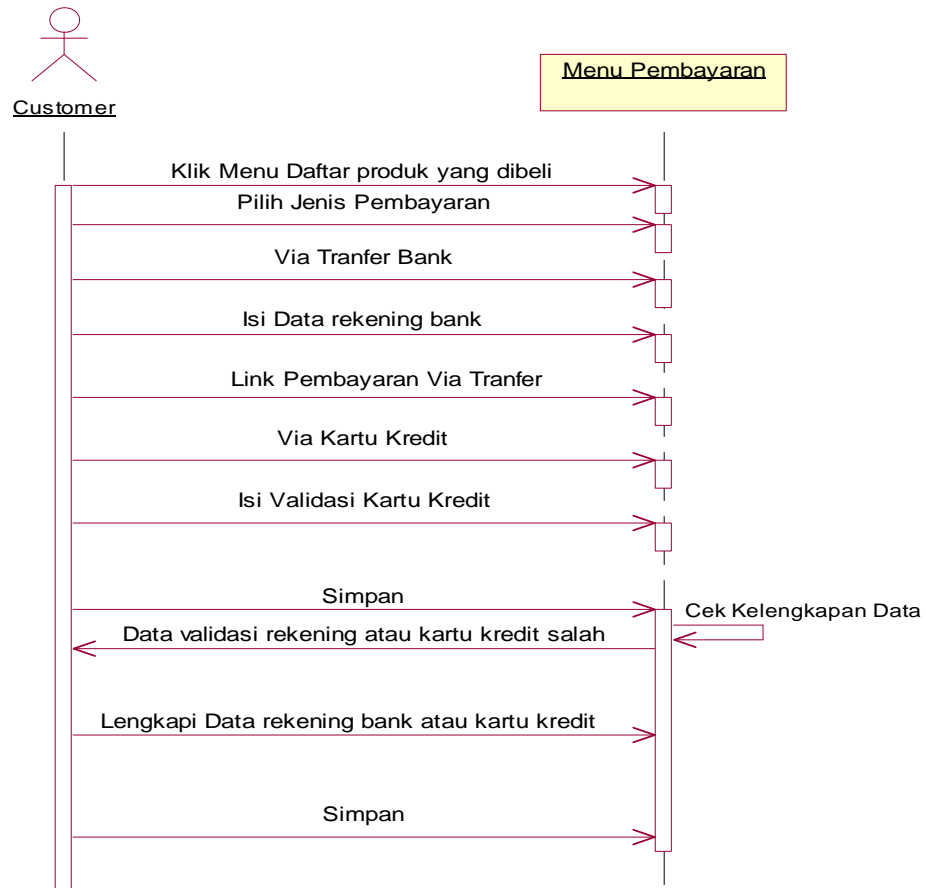 Customer
Menu Pembayaran
Klik Menu Daftar produk yang dibeli
Pilih Jenis Pembayaran
Via Tranfer Bank
Isi Data rekening bank
Link Pembayaran Via Tranfer
Via Kartu Kredit
Isi Validasi Kartu Kredit
Simpan
Cek Kelengkapan Data
Data validasi rekening atau kartu kredit salah
Lengkapi Data rekening bank atau kartu kredit
Simpan